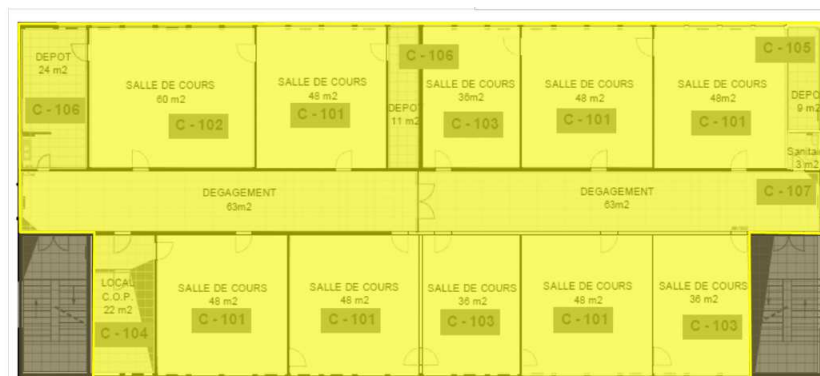 DEPOT
24 m2
C - 106
SALLE DE COURS
60 m2
C - 102
SALLE DE COURS
48 m2
C - 101
C - 106
DEPOT
11 m2
SALLE DE COURS
36m2
C - 103
SALLE DE COURS
48 m2
C - 101
SALLE DE COURS
48m2
C - 101
C - 105
DEPO
9 m2
Sanitai
3 m2
DEGAGEMENT
63m2
DEGAGEMENT
63m2
C - 107
LOCAL
C.O.P.
22 m2
C - 104
SALLE DE COURS
48 m2
C - 101
SALLE DE COURS
48 m2
C - 101
SALLE DE COURS
36 m2
C - 103
SALLE DE COURS
48 m2
C - 101
SALLE DE COURS
36 m2
C - 103